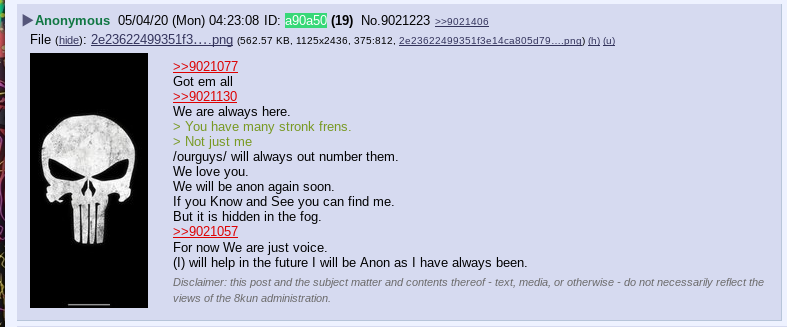 ▶Anonymous 05/04/20 (Mon) 04:23:08 ID: a90a50 (19) No.9021223 >>9021406
File (hide): 2e23622499351f3….png (562.57 KB, 1125x2436, 375:812, 2e23622499351f3e14ca805d79….png) (h) (u)
>>9021077
Got em all
>>9021130
We are always here.
> You have many stronk frens.
> Not just me
/ourguys/ will always out number them.
We love you.
We will be anon again soon.
If you Know and See you can find me.
But it is hidden in the fog.
>>9021057
For now We are just voice.
(I) will help in the future I will be Anon as I have always been.
Disclaimer: this post and the subject matter and contents thereof - text, media, or otherwise - do not necessarily reflect the
views of the 8kun administration.